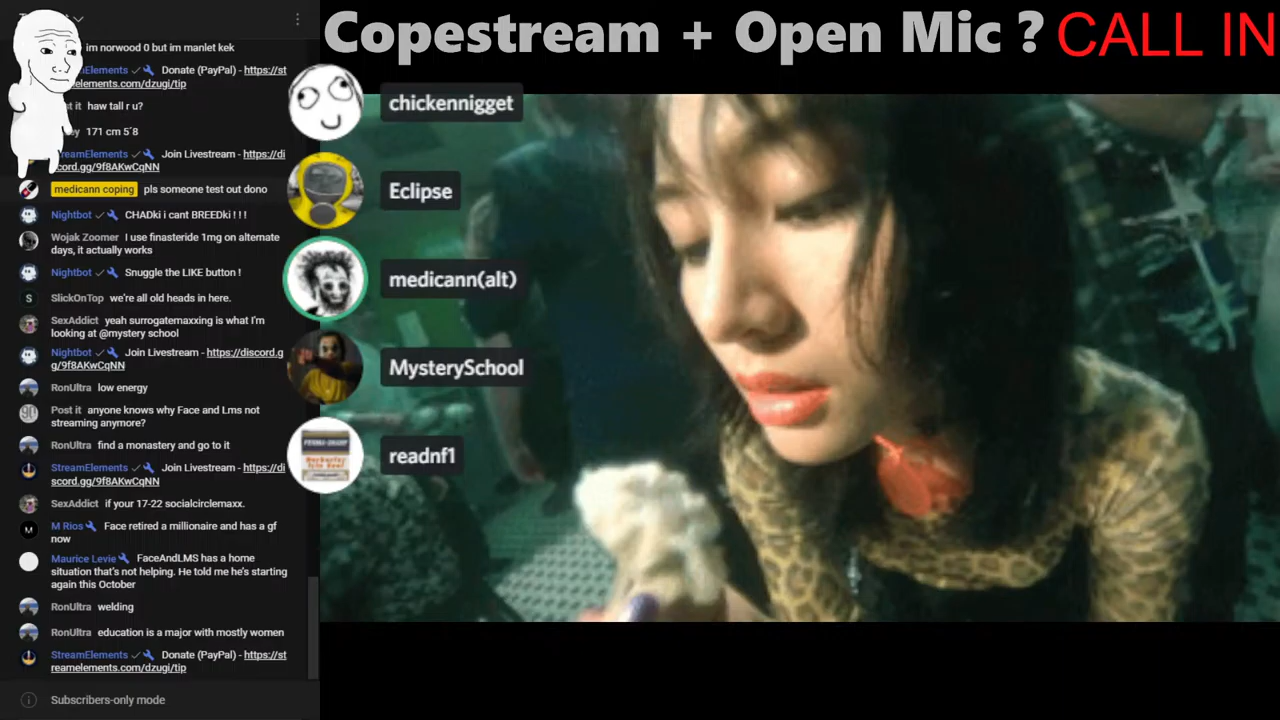 Copestream + Open Mic ? CALL IN
im norwood 0 but im manlet kek
Elements Donate (PayPal) - https://st
reamelements.com/dzugi/tip
it haw tall r u?
171 cm 5´8
StreamElements Join Livestream - https://di
scord.gg/9f8AKwCqNN
medicann coping pls someone test out dono
Nightbot CHADki i cant BREEDki ! ! !
Wojak Zoomer I use finasteride 1mg on alternate
days, it actually works
Nightbot Snuggle the LIKE button !
S SlickOnTop we're all old heads in here.
SexAddict yeah surrogatemaxxing is what I'm
looking at @mystery school
Nightbot Join Livestream - https://discord.g
g/9f8AKwCqNN
RonUltra low energy
Post it anyone knows why Face and Lms not
streaming anymore?
RonUltra find a monastery and go to it
StreamElements Join Livestream - https://di
scord.gg/9f8AKwCqNN
SexAddict if your 17-22 socialcirclemaxx.
M M Rios Face retired a millionaire and has a gf
now
Maurice Levie FaceAndLMS has a home
situation that's not helping. He told me he's starting
again this October
RonUltra welding
RonUltra education is a major with mostly women
StreamElements Donate (PayPal) - https://st
reamelements.com/dzugi/tip
Subscribers-only mode
chickennigget
Eclipse
medicann(alt)
MysterySchool
readnf1